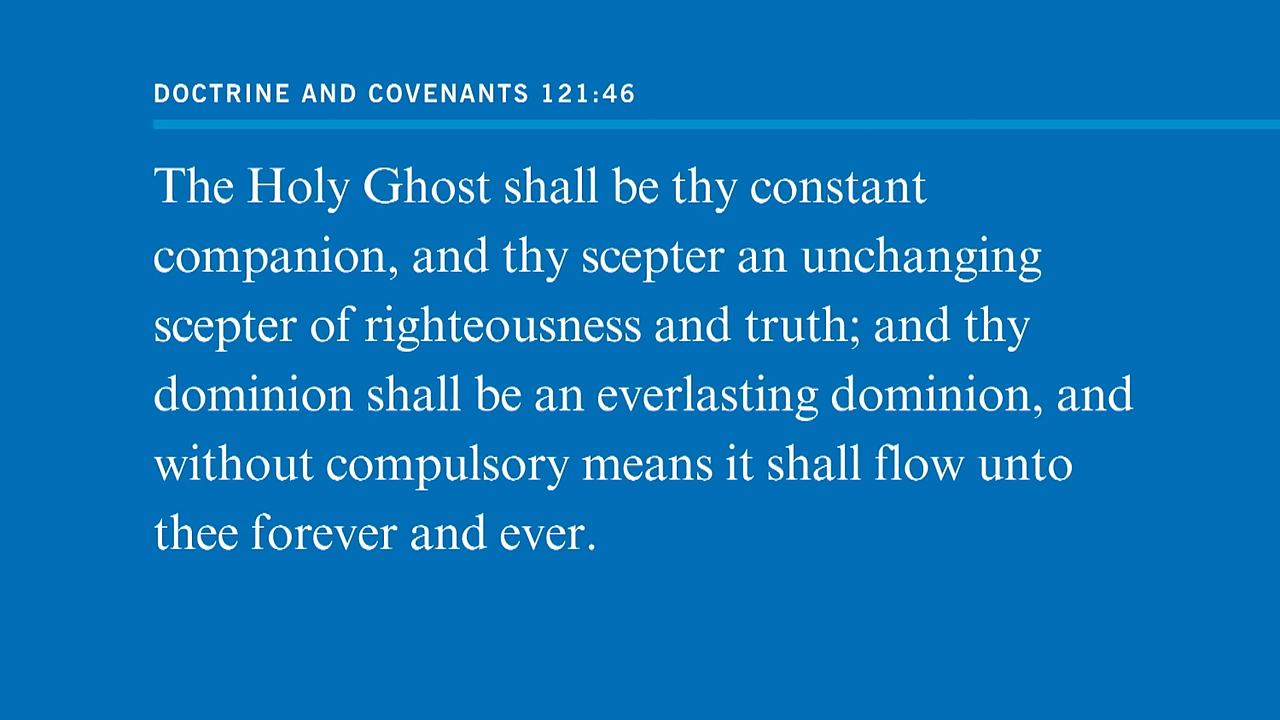 DOCTRINE AND COVENANTS 121:46
The Holy Ghost shall be thy constant
companion, and thy scepter an unchanging
scepter of righteousness and truth; and thy
dominion shall be an everlasting dominion, and
without compulsory means it shall flow unto
thee forever and ever.